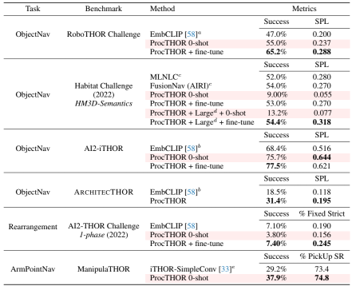 Task Benchmark Method Metrics
Success SPL
ObjectNav RoboTHOR Challenge EmbCLIP [58]a 47.0% 0.200
ProcTHOR 0-shot 55.0% 0.237
ProcTHOR + fine-tune 65.2% 0.288
Success SPL
ObjectNav Habitat Challenge (2022) HM3D-Semantics MLNLCc 52.0% 0.280
FusionNav (AIRI)c 54.0% 0.270
ProcTHOR 0-shot 9.00% 0.055
ProcTHOR + fine-tune 53.0% 0.270
ProcTHOR + Larged + 0-shot 13.2% 0.077
ProcTHOR + Larged + fine-tune 54.4% 0.318
Success SPL
ObjectNav AI2-iTHOR EmbCLIP [58]b 68.4% 0.516
ProcTHOR 0-shot 75.7% 0.644
ProcTHOR + fine-tune 77.5% 0.621
Success SPL
ObjectNav ARCHITECTHOR EmbCLIP [58]b 18.5% 0.118
ProcTHOR 31.4% 0.195
Success % Fixed Strict
Rearrangement AI2-THOR Challenge 1-phase (2022) EmbCLIP [58] 7.10% 0.190
ProcTHOR 0-shot 3.80% 0.156
ProcTHOR + fine-tune 7.40% 0.245
Success % PickUp SR
ArmPointNav ManipulaTHOR iTHOR-SimpleConv [33]e 29.2% 73.4
ProcTHOR 0-shot 37.9% 74.8